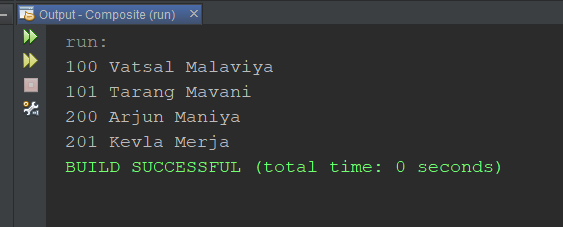 Output - Composite (run)
run:
100 Vatsal Malaviya
101 Tarang Mavani
200 Arjun Maniya
201 Kevla Merja
BUILD SUCCESSFUL (total time: 0 seconds)